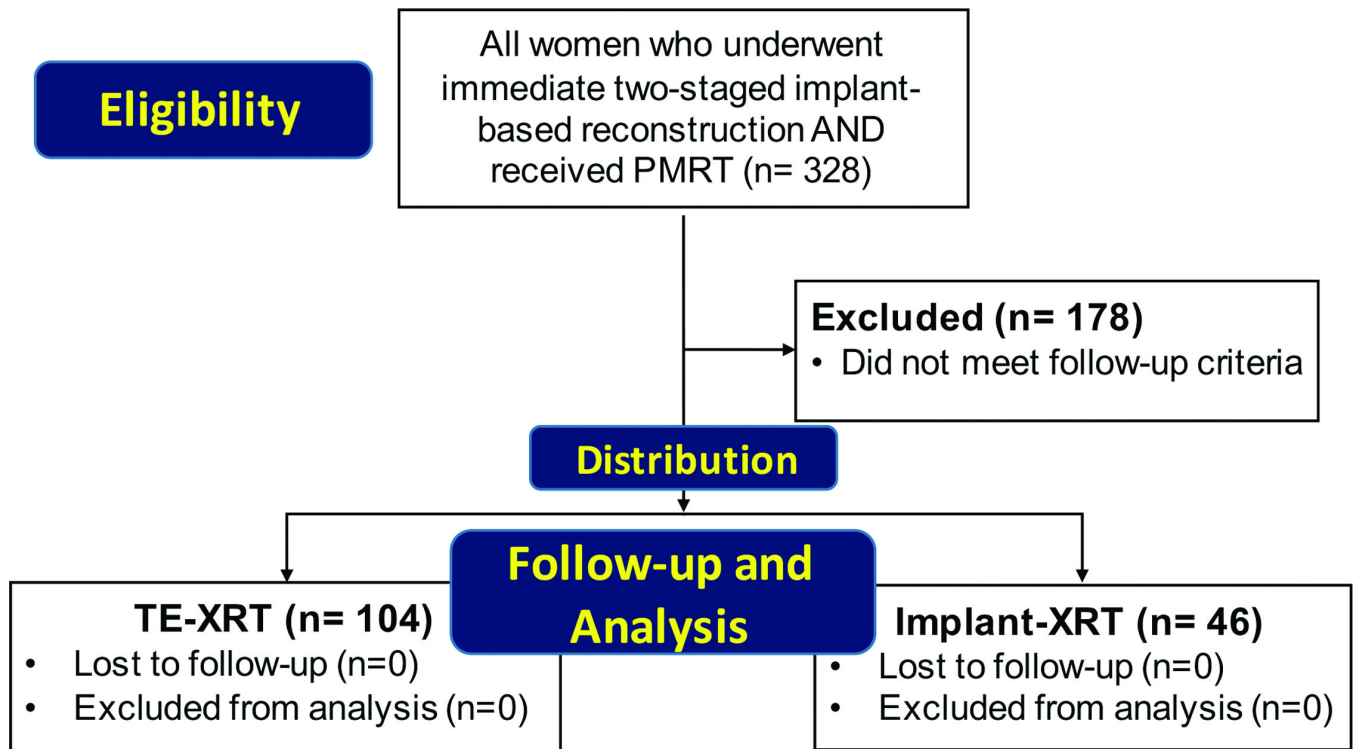 Eligibility
All women who underwent
immediate two-staged implant-
based reconstruction AND
received PMRT (n= 328)
Excluded (n= 178)
• Did not meet follow-up criteria
Distribution
Follow-up and
Analysis
TE-XRT (n= 104)
• Lost to follow-up (n=0)
• Excluded from analysis (n=0)
Implant-XRT (n= 46)
• Lost to follow-up (n=0)
• Excluded from analysis (n=0)